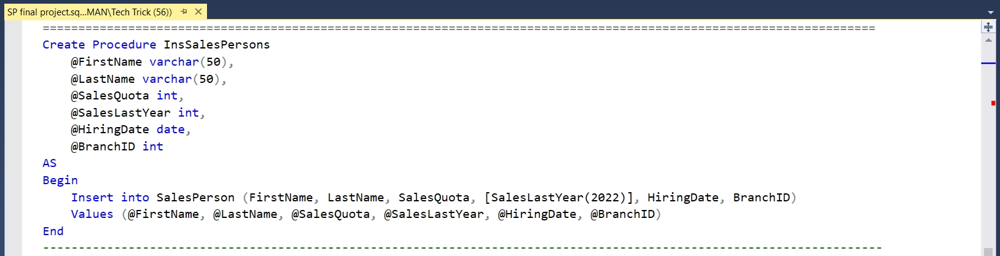 SP final project.sq...MAN\Tech Trick (56))
=====================================================================================================================
Create Procedure InsSalesPersons
    @FirstName varchar(50),
    @LastName varchar(50),
    @SalesQuota int,
    @SalesLastYear int,
    @HiringDate date,
    @BranchID int
AS
Begin
    Insert into SalesPerson (FirstName, LastName, SalesQuota, [SalesLastYear(2022)], HiringDate, BranchID)
    Values (@FirstName, @LastName, @SalesQuota, @SalesLastYear, @HiringDate, @BranchID)
End
----------------------------------------------------------------------------------------------------------------------